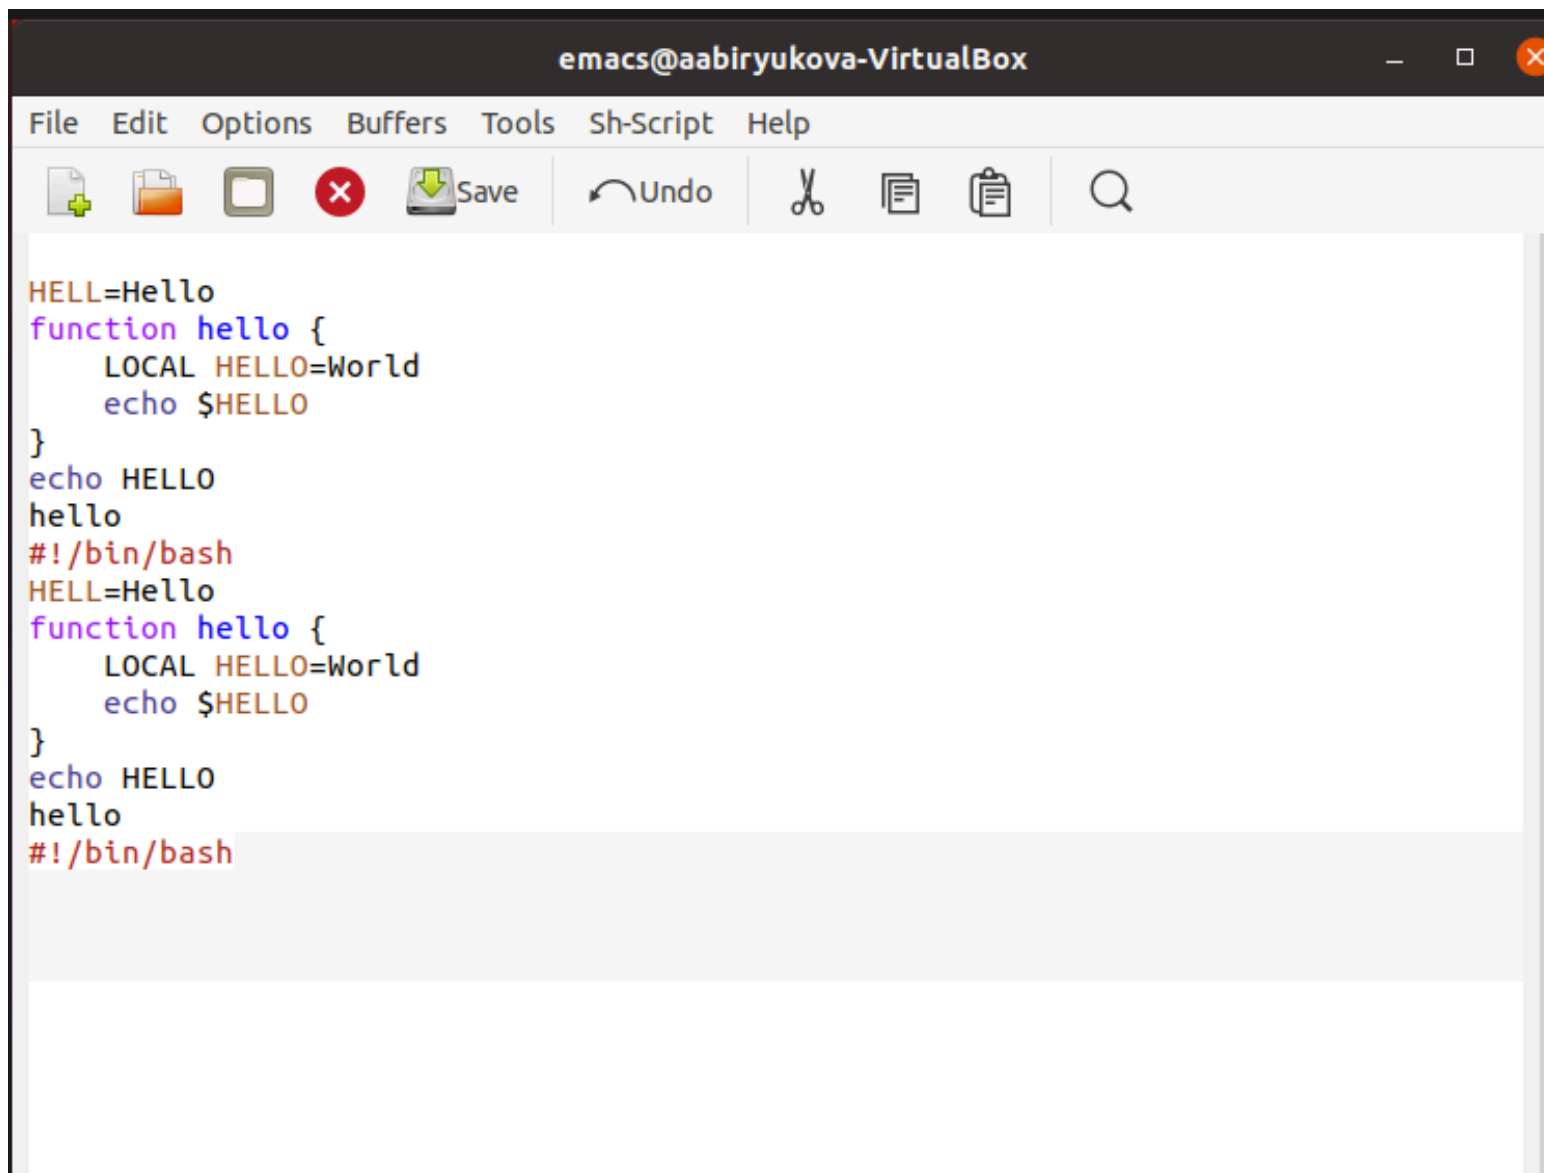 emacs@aabiryukova-VirtualBox
File Edit Options Buffers Tools Sh-Script Help
Save Undo
HELL=Hello
function hello {
    LOCAL HELLO=World
    echo $HELLO
}
echo HELLO
hello
#!/bin/bash
HELL=Hello
function hello {
    LOCAL HELLO=World
    echo $HELLO
}
echo HELLO
hello
#!/bin/bash